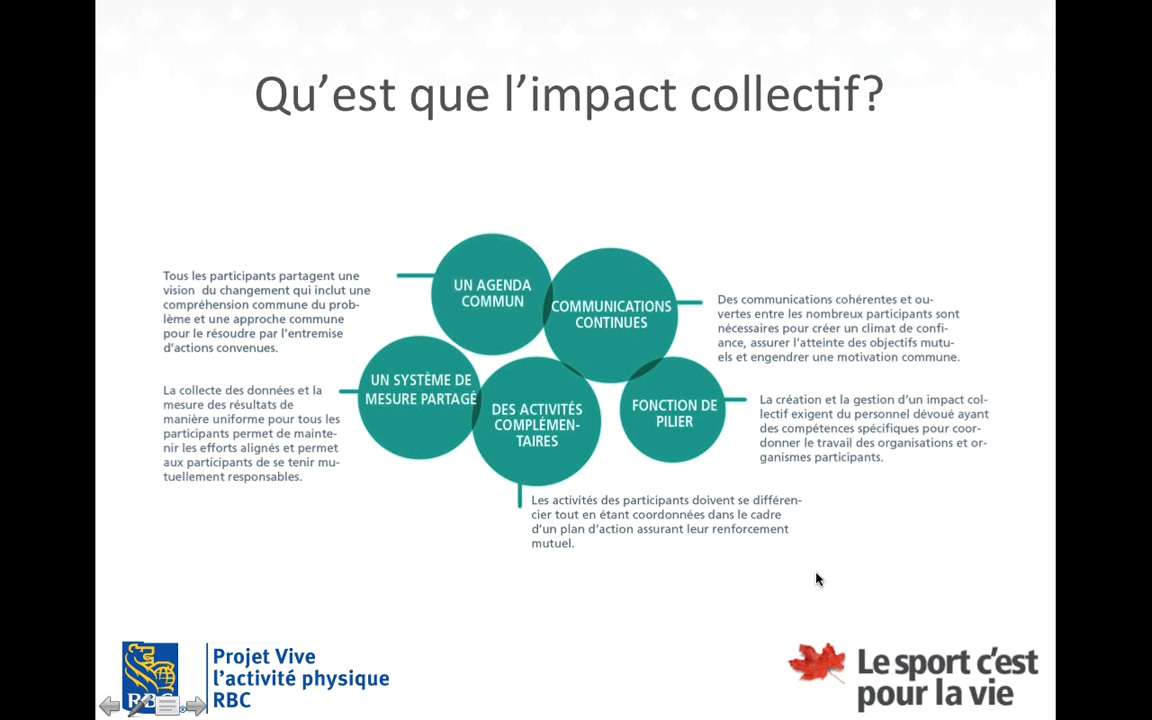 Qu'est que l'impact collectif?
Tous les participants partagent une
vision du changement qui inclut une
compréhension commune du prob-
lème et une approche commune
pour le résoudre par l'entremise
d'actions convenues.
UN AGENDA
COMMUN
COMMUNICATIONS
CONTINUES
Des communications cohérentes et ou-
vertes entre les nombreux participants sont
nécessaires pour créer un climat de confi-
ance, assurer l'atteinte des objectifs mutu-
els et engendrer une motivation commune.
La collecte des données et la
mesure des résultats de
manière uniforme pour tous les
participants permet de mainte-
nir les efforts alignés et permet
aux participants de se tenir mu-
tuellement responsables.
UN SYSTÈME DE
MESURE PARTAGÉ
DES ACTIVITÉS
COMPLÉMEN-
TAIRES
FONCTION DE
PILIER
La création et la gestion d'un impact col-
lectif exigent du personnel dévoué ayant
des compétences spécifiques pour coor-
donner le travail des organisations et or-
ganismes participants.
Les activités des participants doivent se différen-
cier tout en étant coordonnées dans le cadre
d'un plan d'action assurant leur renforcement
mutuel.
RBC
Projet Vive
l'activité physique
RBC
Le sport c'est
pour la vie